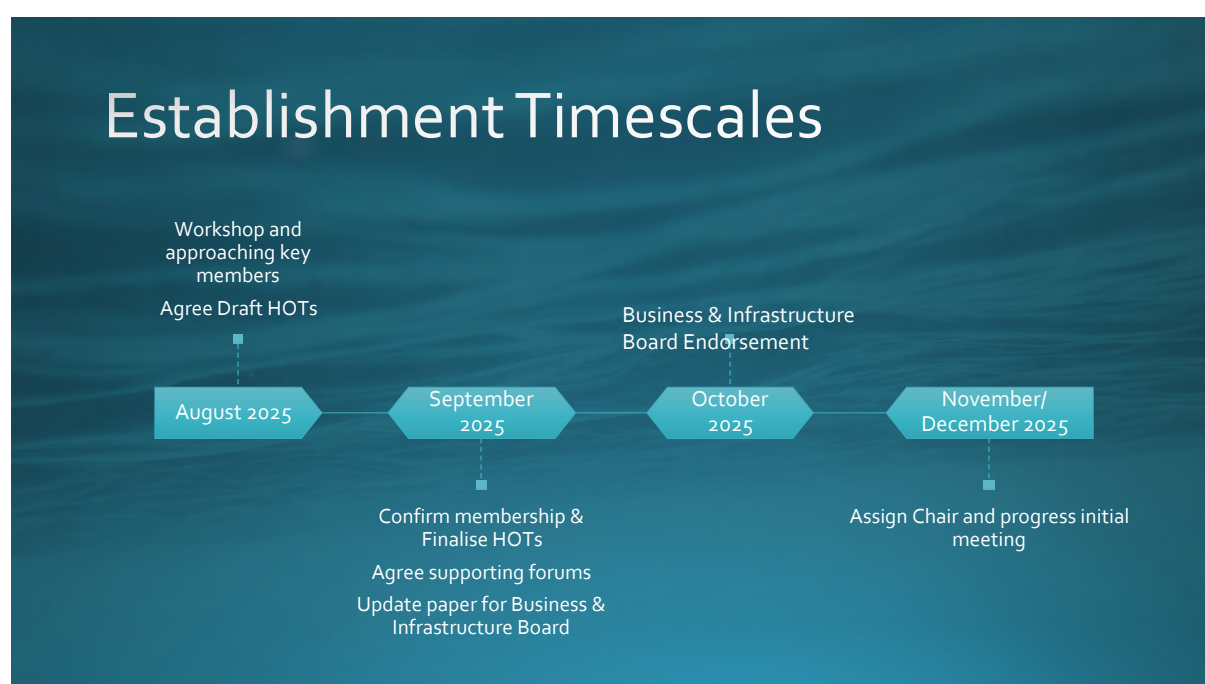 Establishment Timescales
Workshop and
approaching key
members
Agree Draft HOTs
Business & Infrastructure
Board Endorsement
August 2025
September
2025
October
2025
November/
December 2025
Confirm membership &
Finalise HOTs
Agree supporting forums
Update paper for Business &
Infrastructure Board
Assign Chair and progress initial
meeting